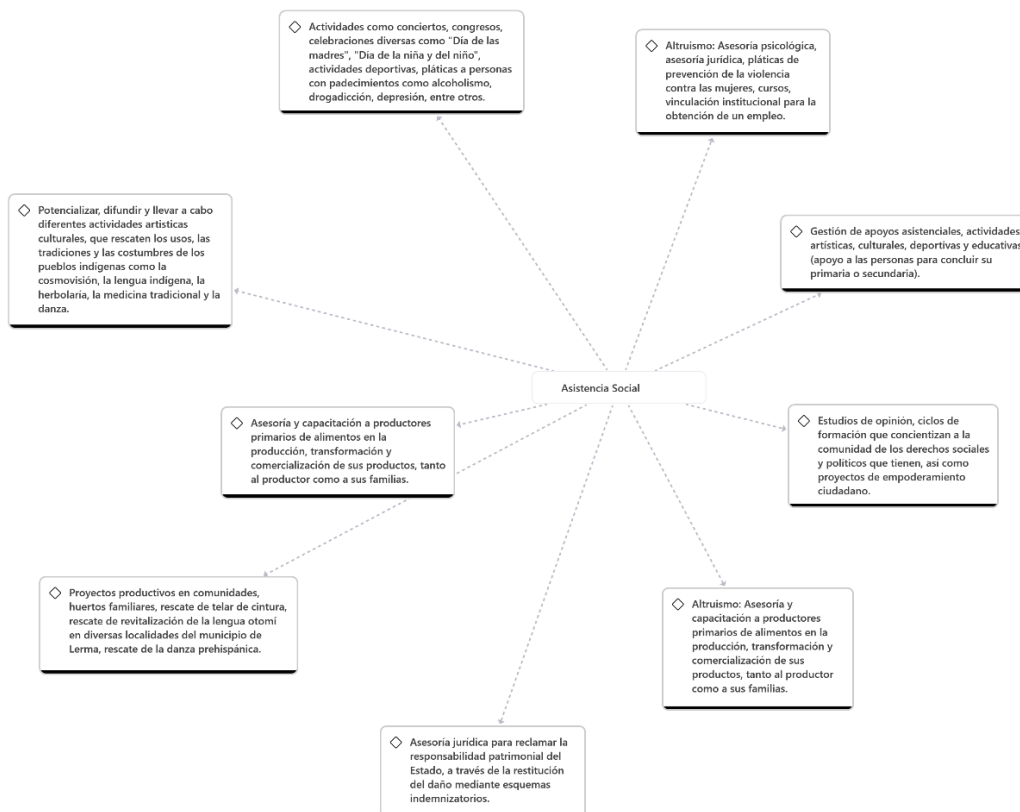 Actividades como conciertos, congresos,
celebraciones diversas como "Día de las
madres", "Día de la niña y del niño",
actividades deportivas, pláticas a personas
con padecimientos como alcoholismo,
drogadicción, depresión, entre otros.
Altruismo: Asesoría psicológica,
asesoría jurídica, pláticas de
prevención de la violencia
contra las mujeres, cursos,
vinculación institucional para la
obtención de un empleo.
Potencializar, difundir y llevar a cabo
diferentes actividades artisticas
culturales, que rescaten los usos, las
tradiciones y las costumbres de los
pueblos indígenas como la
cosmovisión, la lengua indígena, la
herbolaría, la medicina tradicional y la
danza.
Gestión de apoyos asistenciales, actividades
artísticas, culturales, deportivas y educativas
(apoyo a las personas para concluir su
primaria o secundaria).
Asistencia Social
Asesoría y capacitación a productores
primarios de alimentos en la
producción, transformación y
comercialización de sus productos, tanto
al productor como a sus familias.
Estudios de opinión, ciclos de
formación que concientizan a la
comunidad de los derechos sociales
y políticos que tienen, así como
proyectos de empoderamiento
ciudadano.
Proyectos productivos en comunidades,
huertos familiares, rescate de telar de cintura,
rescate de revitalización de la lengua otomí
en diversas localidades del municipio de
Lerma, rescate de la danza prehispánica.
Altruismo: Asesoría y
capacitación a productores
primarios de alimentos en la
producción, transformación y
comercialización de sus
productos, tanto al productor
como a sus familias.
Asesoría jurídica para reclamar la
responsabilidad patrimonial del
Estado, a través de la restitución
del daño mediante esquemas
indemnizatorios.